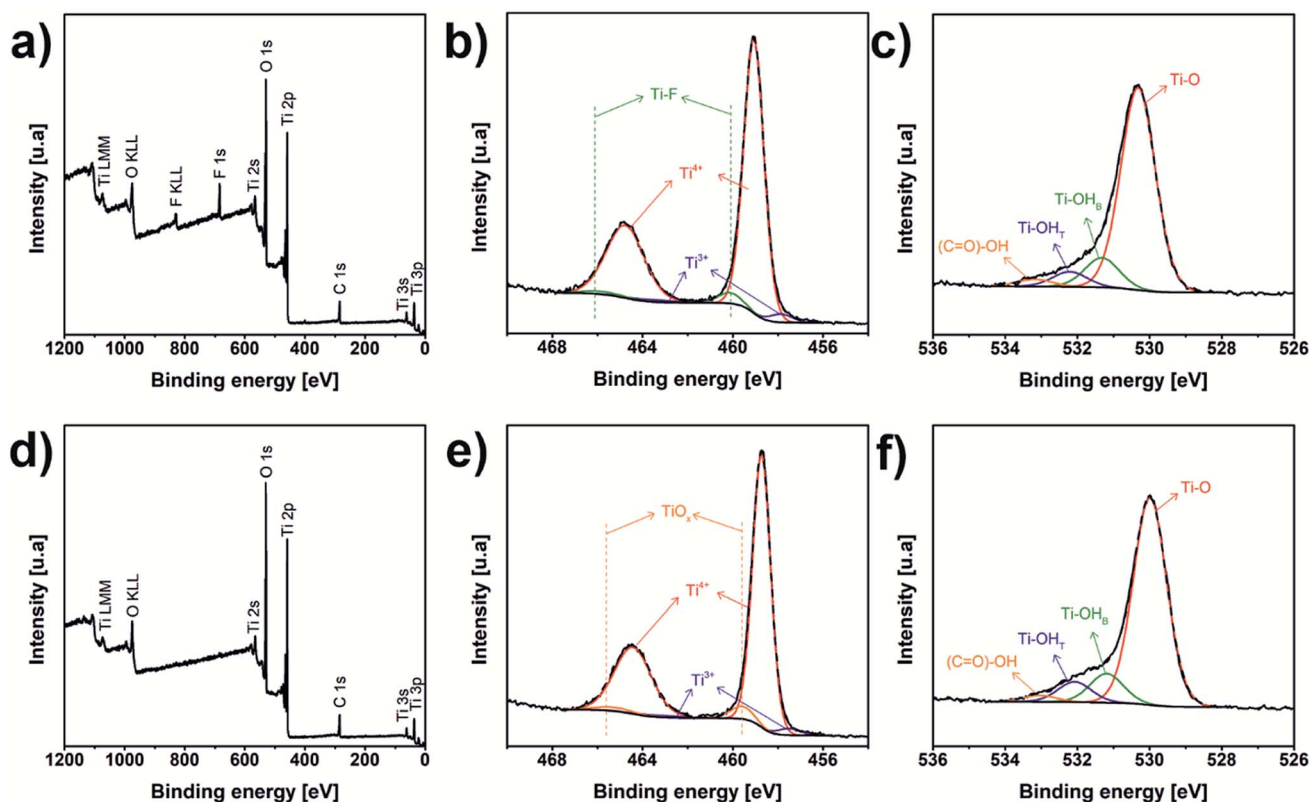 a)
Intensity [u.a]
Ti LMM
O KLL
F KLL
F 1s
Ti 2s
O 1s
Ti 2p
C 1s
Ti 3s
Ti 3p
1200 1000 800 600 400 200 0
Binding energy [eV]
b)
Intensity [u.a]
Ti-F
Ti4+
Ti3+
468 464 460 456
Binding energy [eV]
c)
Intensity [u.a]
Ti-O
Ti-OHB
Ti-OHT
(C=O)-OH
536 534 532 530 528 526
Binding energy [eV]
d)
Intensity [u.a]
Ti LMM
O KLL
Ti 2s
O 1s
Ti 2p
C 1s
Ti 3s
Ti 3p
1200 1000 800 600 400 200 0
Binding energy [eV]
e)
Intensity [u.a]
TiOx
Ti4+
Ti3+
468 464 460 456
Binding energy [eV]
f)
Intensity [u.a]
Ti-O
Ti-OHB
Ti-OHT
(C=O)-OH
536 534 532 530 528 526
Binding energy [eV]